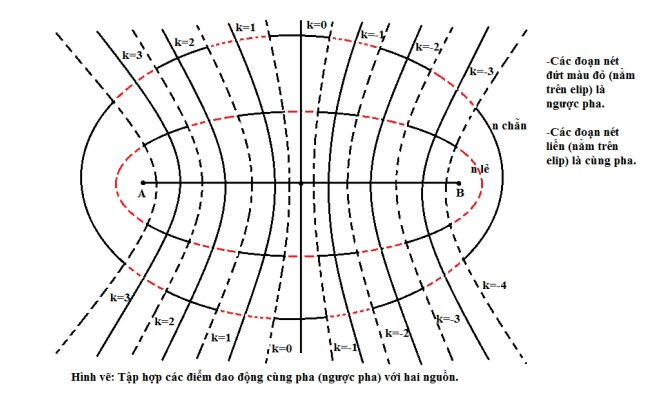 k=3
k=2
k=1
k=0
k=-1
k=-2
k=-3
-Các đoạn nét
đứt màu đỏ (nằm
trên elip) là
ngược pha.
n chẵn
-Các đoạn nét
liền (nằm trên
elip) là cùng pha.
n lẻ
A
B
k=3
k=2
k=1
k=0
k=-1
k=-2
k=-3
k=-4
Hình vẽ: Tập hợp các điểm dao động cùng pha (ngược pha) với hai nguồn.